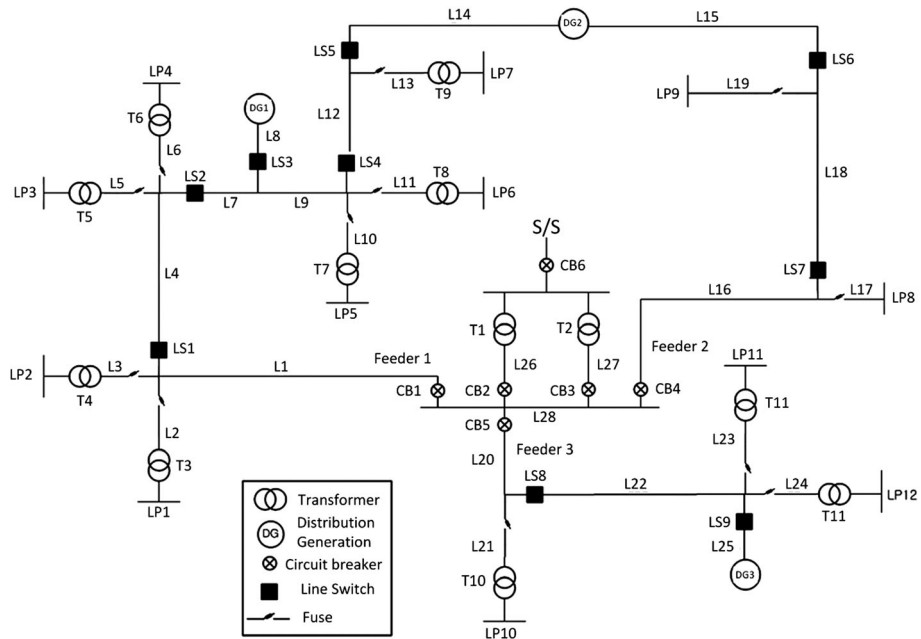 L14
DG2
L15
LS5
LS6
L13
T9
LP7
LP9
L19
L12
LP4
T6
DG1
L8
LS3
LS4
L6
L18
LP3
L5
T5
LS2
L7
L9
L11
T8
LP6
L10
T7
LP5
S/S
CB6
L4
LS7
L16
L17
LP8
T1
T2
LS1
L26
L27
Feeder 1
Feeder 2
LP2
L3
T4
L1
CB1
CB2
CB3
CB4
L28
LP11
T11
L2
CB5
Feeder 3
L20
L23
T3
LP1
LS8
L22
L24
T11
LP12
LS9
L21
L25
T10
DG3
LP10
Transformer
DG
Distribution
Generation
Circuit breaker
Line Switch
Fuse